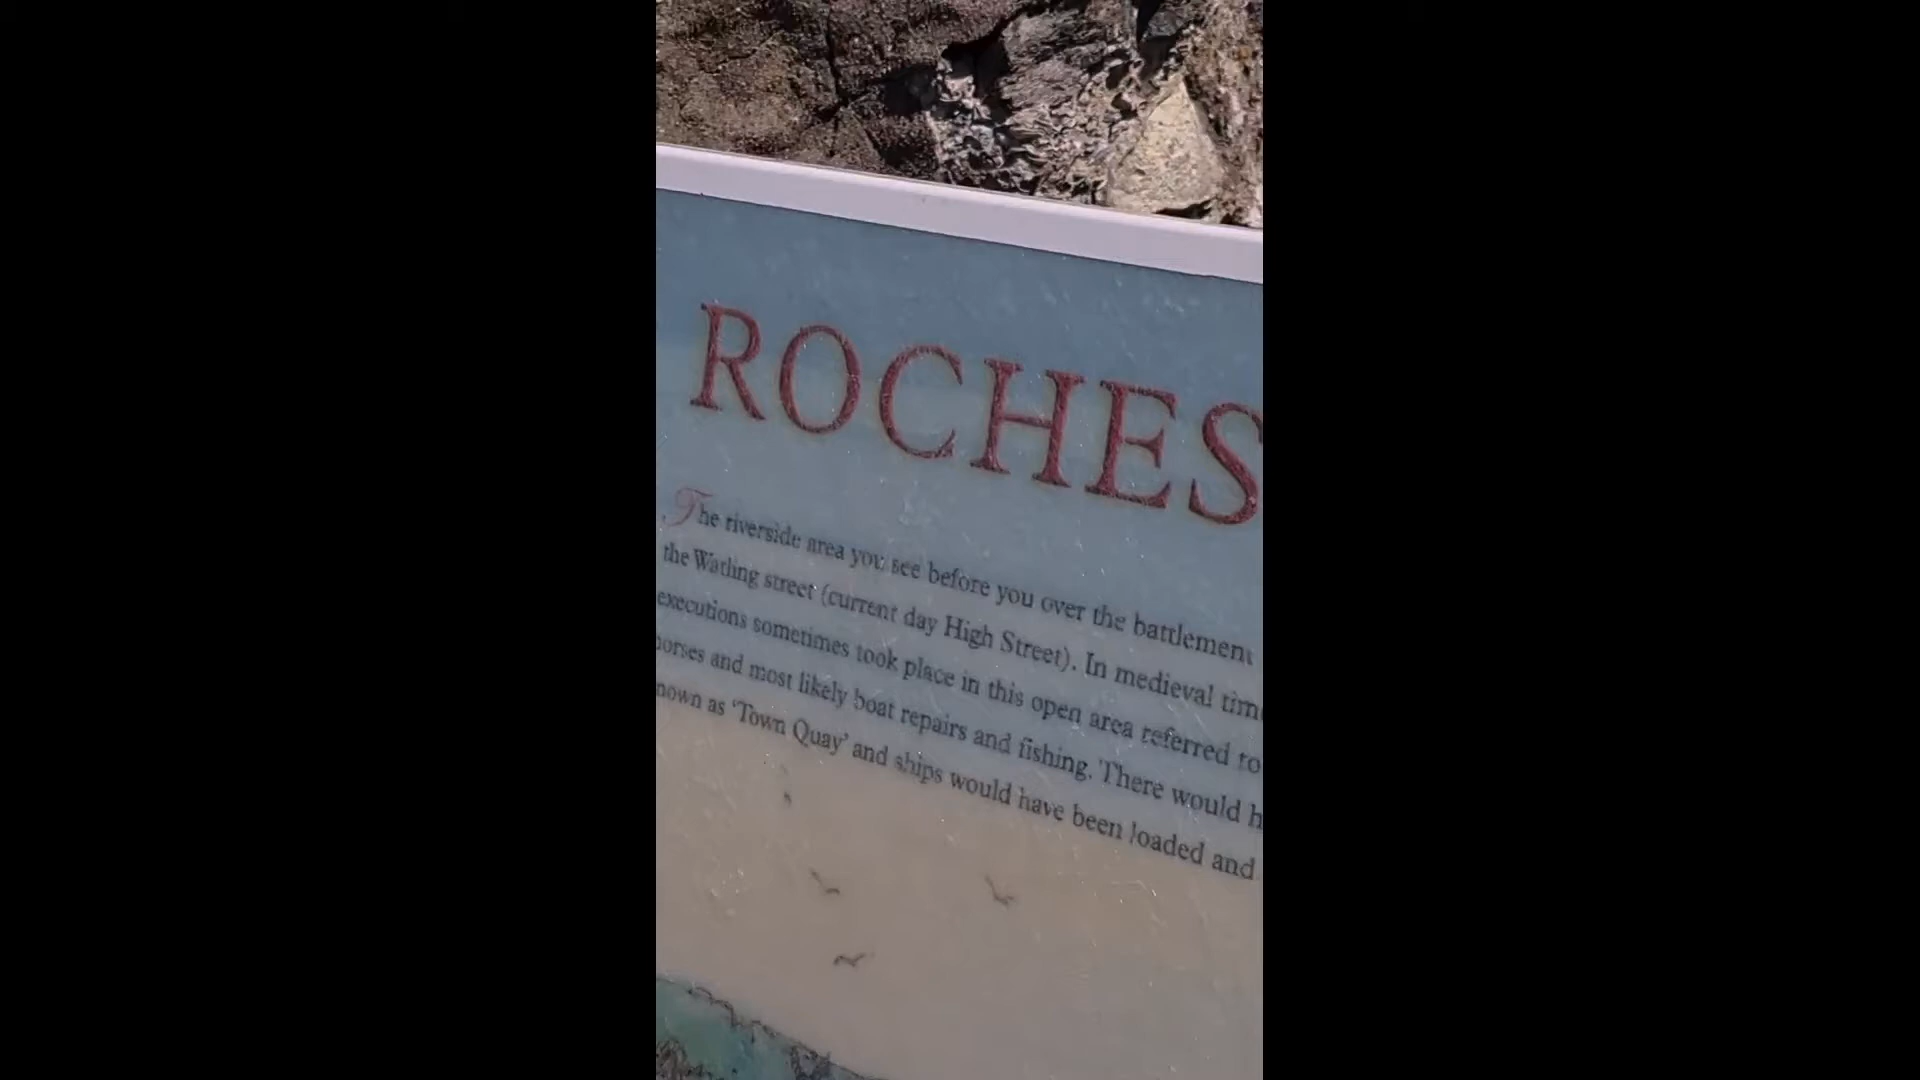 ROCHES
The riverside area you see before you over the battlement
the Watling street (current day High Street). In medieval tim
executions sometimes took place in this open area referred to
orses and most likely boat repairs and fishing. There would h
nown as 'Town Quay' and ships would have been loaded and